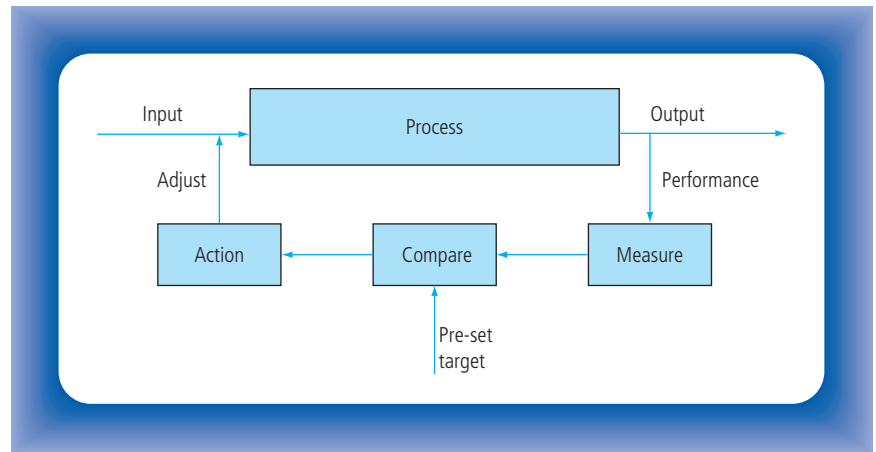 Input
Output
Process
Adjust
Performance
Action
Compare
Measure
Pre-set
target